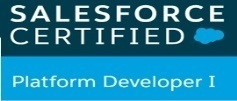 SALESFORCE
CERTIFIED
Platform Developer I